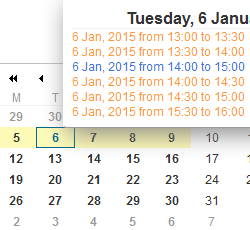 Tuesday, 6 Janu
6 Jan, 2015 from 13:00 to 13:30
6 Jan, 2015 from 13:30 to 14:00
6 Jan, 2015 from 14:00 to 15:00
6 Jan, 2015 from 14:00 to 14:30
6 Jan, 2015 from 14:30 to 15:00
6 Jan, 2015 from 15:30 to 16:00
M T
29 30
5 6 7 8 9 10 11
12 13 14 15 16 17 18
19 20 21 22 23 24 25
26 27 28 29 30 31
2 3 4 5 6 7